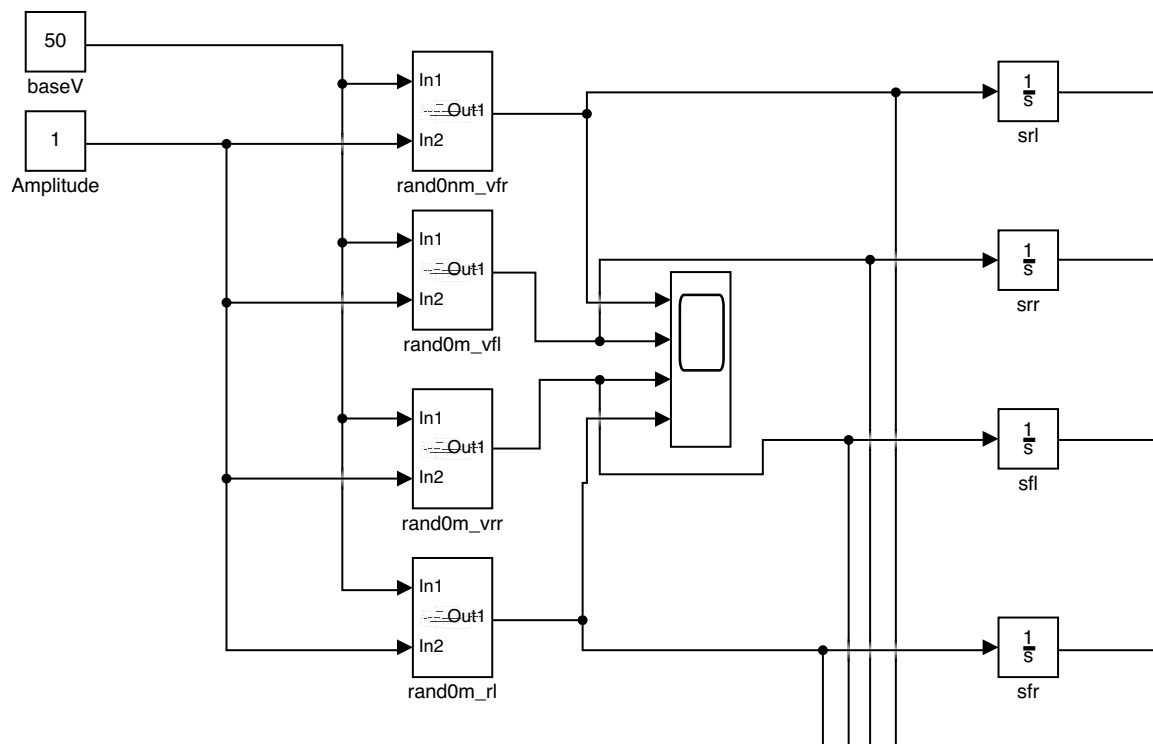 50
baseV
1
Amplitude
In1
Out1
In2
rand0nm_vfr
In1
Out1
In2
rand0m_vfl
In1
Out1
In2
rand0m_vrr
In1
Out1
In2
rand0m_rl
1
s
srl
1
s
srr
1
s
sfl
1
s
sfr